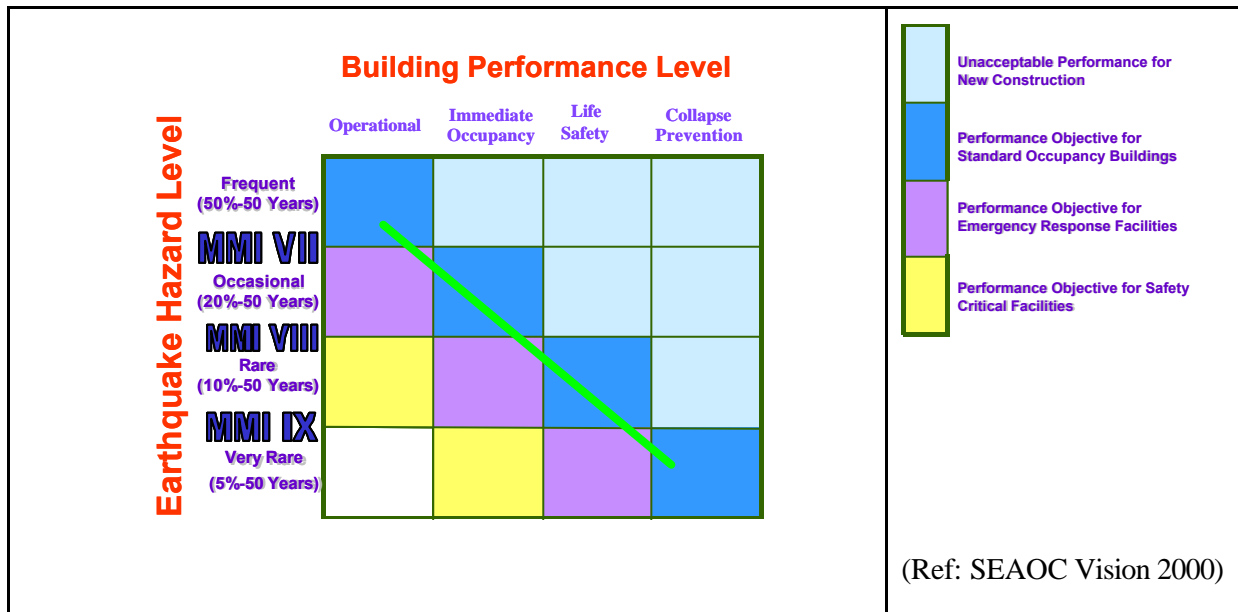 Building Performance Level
Operational
Immediate
Occupancy
Life
Safety
Collapse
Prevention
Earthquake Hazard Level
Frequent
(50%-50 Years)
MMI VII
Occasional
(20%-50 Years)
MMI VIII
Rare
(10%-50 Years)
MMI IX
Very Rare
(5%-50 Years)
Unacceptable Performance for
New Construction
Performance Objective for
Standard Occupancy Buildings
Performance Objective for
Emergency Response Facilities
Performance Objective for Safety
Critical Facilities
(Ref: SEAOC Vision 2000)